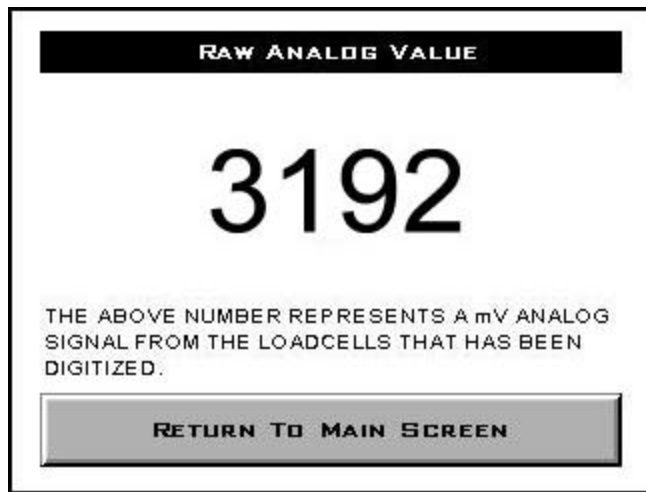 RAW ANALOG VALUE
3192
THE ABOVE NUMBER REPRESENTS A mV ANALOG
SIGNAL FROM THE LOADCELLS THAT HAS BEEN
DIGITIZED.
RETURN TO MAIN SCREEN